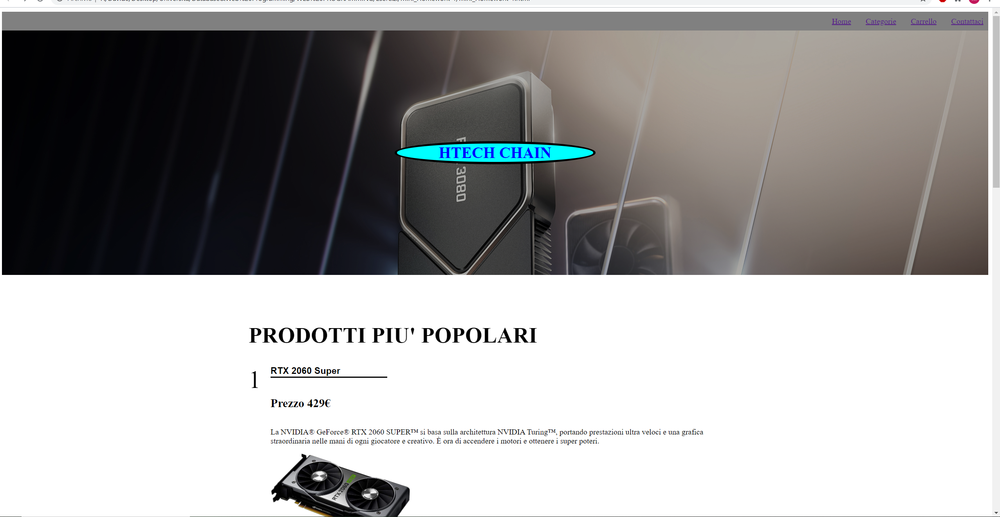 Home Categorie Carrello Contattaci
HTECH CHAIN
3080
PRODOTTI PIU' POPOLARI
1
RTX 2060 Super
Prezzo 429€
La NVIDIA® GeForce® RTX 2060 SUPER™ si basa sulla architettura NVIDIA Turing™, portando prestazioni ultra veloci e una grafica
straordinaria nelle mani di ogni giocatore e creativo. È ora di accendere i motori e ottenere i super poteri.
RTX 2060